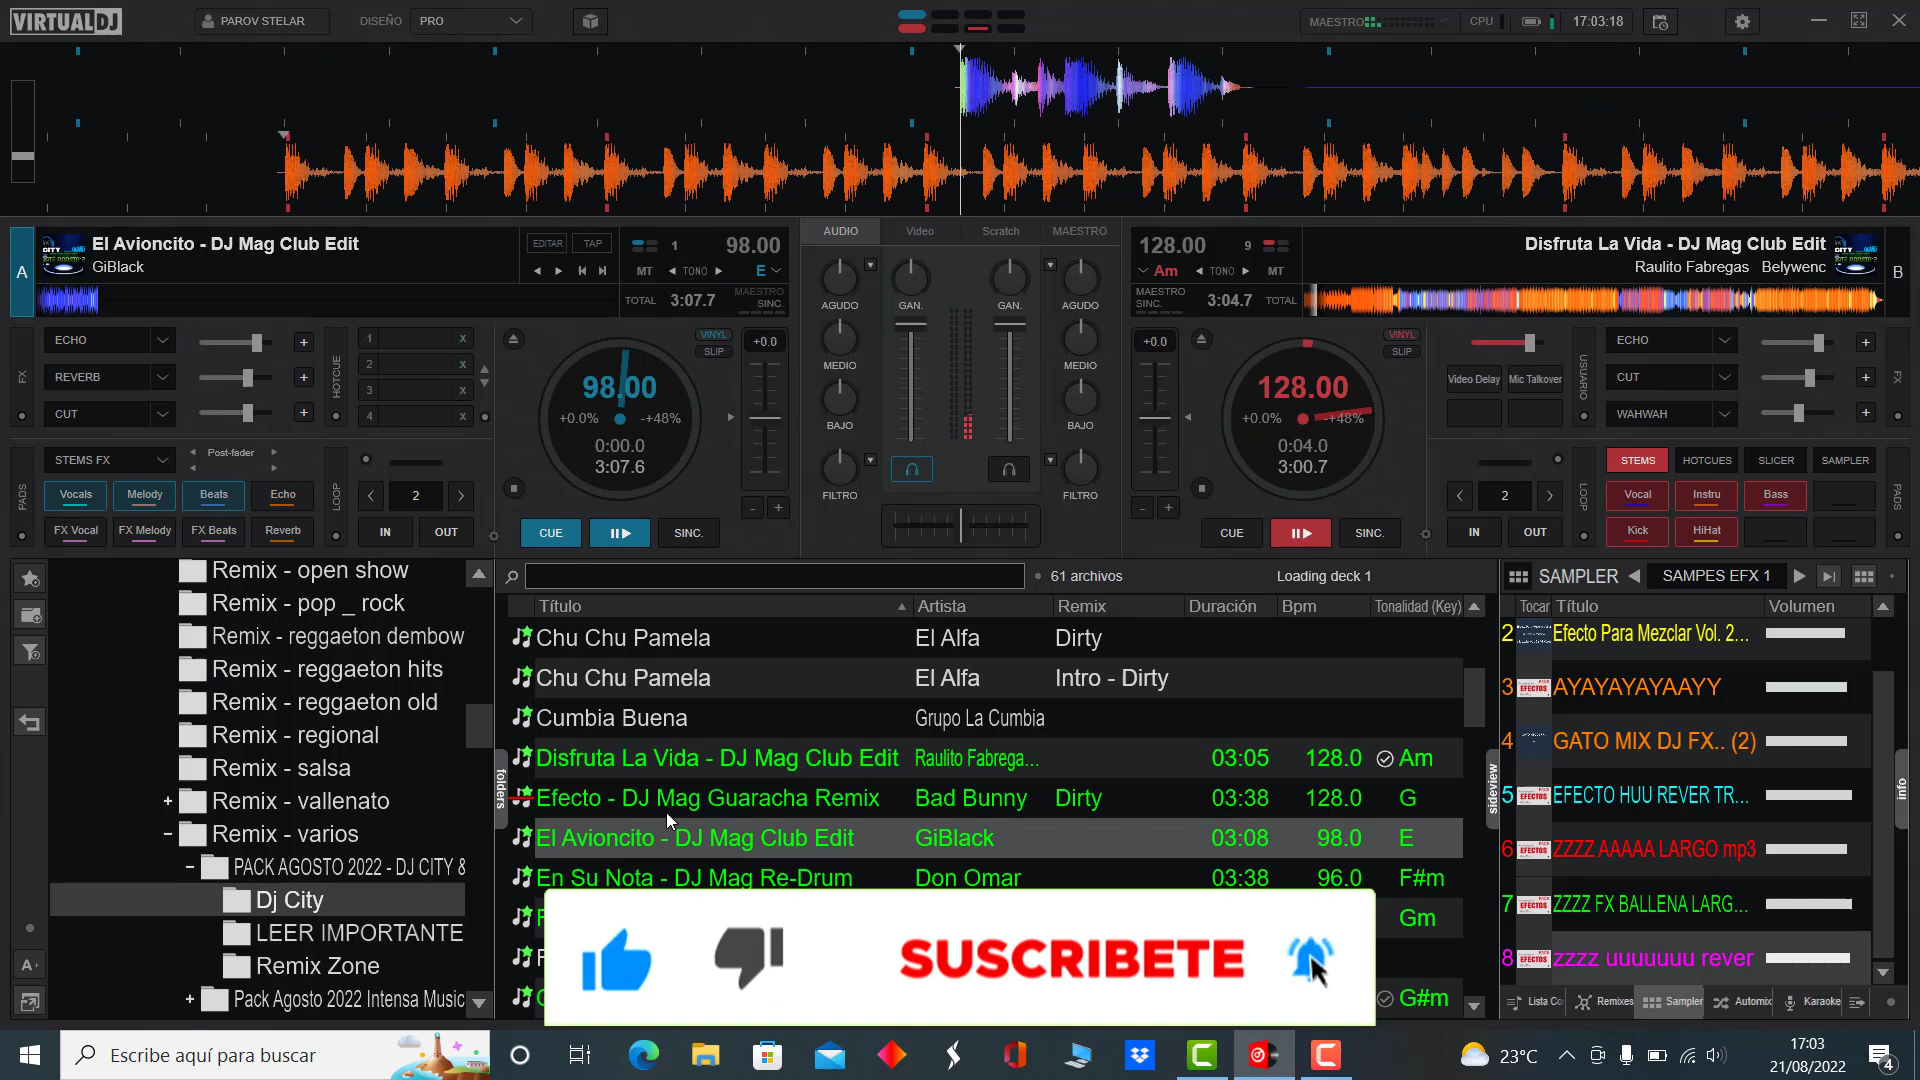 VIRTUALDJ
PAROV STELAR
DISEÑO
PRO
MAESTRO
CPU
17:03:18
El Avioncito - DJ Mag Club Edit
GiBlack
EDITAR
TAP
1
98.00
MT
TONO
E
TOTAL
3:07.7
MAESTRO
SINC.
AUDIO
Video
Scratch
MAESTRO
128.00
9
Am
TONO
MT
MAESTRO
SINC.
3:04.7
TOTAL
Disfruta La Vida - DJ Mag Club Edit
Raulito Fabregas Belywenc
A
B
FX
ECHO
REVERB
CUT
HOTCUE
1 x
2 x
3 x
4 x
VINYL
SLIP
+0.0
98.00
+0.0%
-+48%
0:00.0
3:07.6
AGUDO
GAN.
GAN.
AGUDO
MEDIO
MEDIO
BAJO
BAJO
FILTRO
FILTRO
+0.0
VINYL
SLIP
128.00
+0.0%
-+48%
0:04.0
3:00.7
Video Delay
Mic Talkover
USUARIO
ECHO
CUT
WAHWAH
FX
PADS
STEMS FX
Post-fader
Vocals
Melody
Beats
Echo
FX Vocal
FX Melody
FX Beats
Reverb
LOOP
2
IN
OUT
CUE
SINC.
CUE
SINC.
2
IN
OUT
LOOP
STEMS
HOTCUES
SLICER
SAMPLER
Vocal
Instru
Bass
Kick
HiHat
PADS
Remix - open show
Remix - pop _ rock
Remix - reggaeton dembow
Remix - reggaeton hits
Remix - reggaeton old
Remix - regional
Remix - salsa
+ Remix - vallenato
- Remix - varios
- PACK AGOSTO 2022 - DJ CITY &
Dj City
LEER IMPORTANTE
Remix Zone
+ Pack Agosto 2022 Intensa Music
folders
61 archivos
Loading deck 1
Título
Artista
Remix
Duración
Bpm
Tonalidad (Key)
Chu Chu Pamela El Alfa Dirty
Chu Chu Pamela El Alfa Intro - Dirty
Cumbia Buena Grupo La Cumbia
Disfruta La Vida - DJ Mag Club Edit Raulito Fabrega... 03:05 128.0 Am
Efecto - DJ Mag Guaracha Remix Bad Bunny Dirty 03:38 128.0 G
El Avioncito - DJ Mag Club Edit GiBlack 03:08 98.0 E
En Su Nota - DJ Mag Re-Drum Don Omar 03:38 96.0 F#m
Gm
G#m
SUSCRIBETE
sideview
SAMPLER
SAMPES EFX 1
Tocar
Título
Volumen
2 Efecto Para Mezclar Vol. 2...
3 EFECTOS AYAYAYAYAAYY
4 GATO MIX DJ FX.. (2)
5 EFECTOS EFECTO HUU REVER TR...
6 EFECTOS ZZZZ AAAAA LARGO mp3
7 EFECTOS ZZZZ FX BALLENA LARG...
8 EFECTOS zzzz uuuuuuu rever
info
Lista Co
Remixes
Sampler
Automix
Karaoke
Escribe aquí para buscar
23°C
17:03
21/08/2022
4